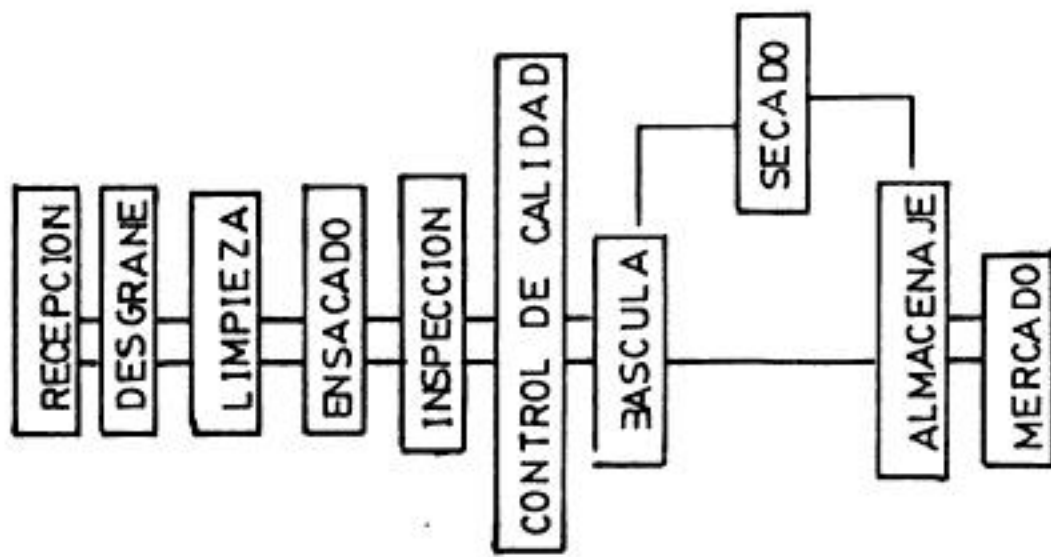 RECEPCION
DESGRANE
LIMPIEZA
ENSACADO
INSPECCION
CONTROL DE CALIDAD
BASCULA
SECADO
ALMACENAJE
MERCADO